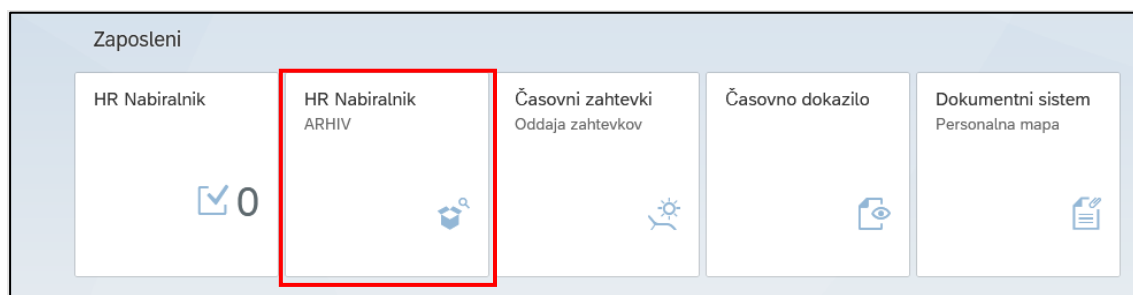 Zaposleni
HR Nabiralnik
0
HR Nabiralnik
ARHIV
Časovni zahtevki
Oddaja zahtevkov
Časovno dokazilo
Dokumentni sistem
Personalna mapa